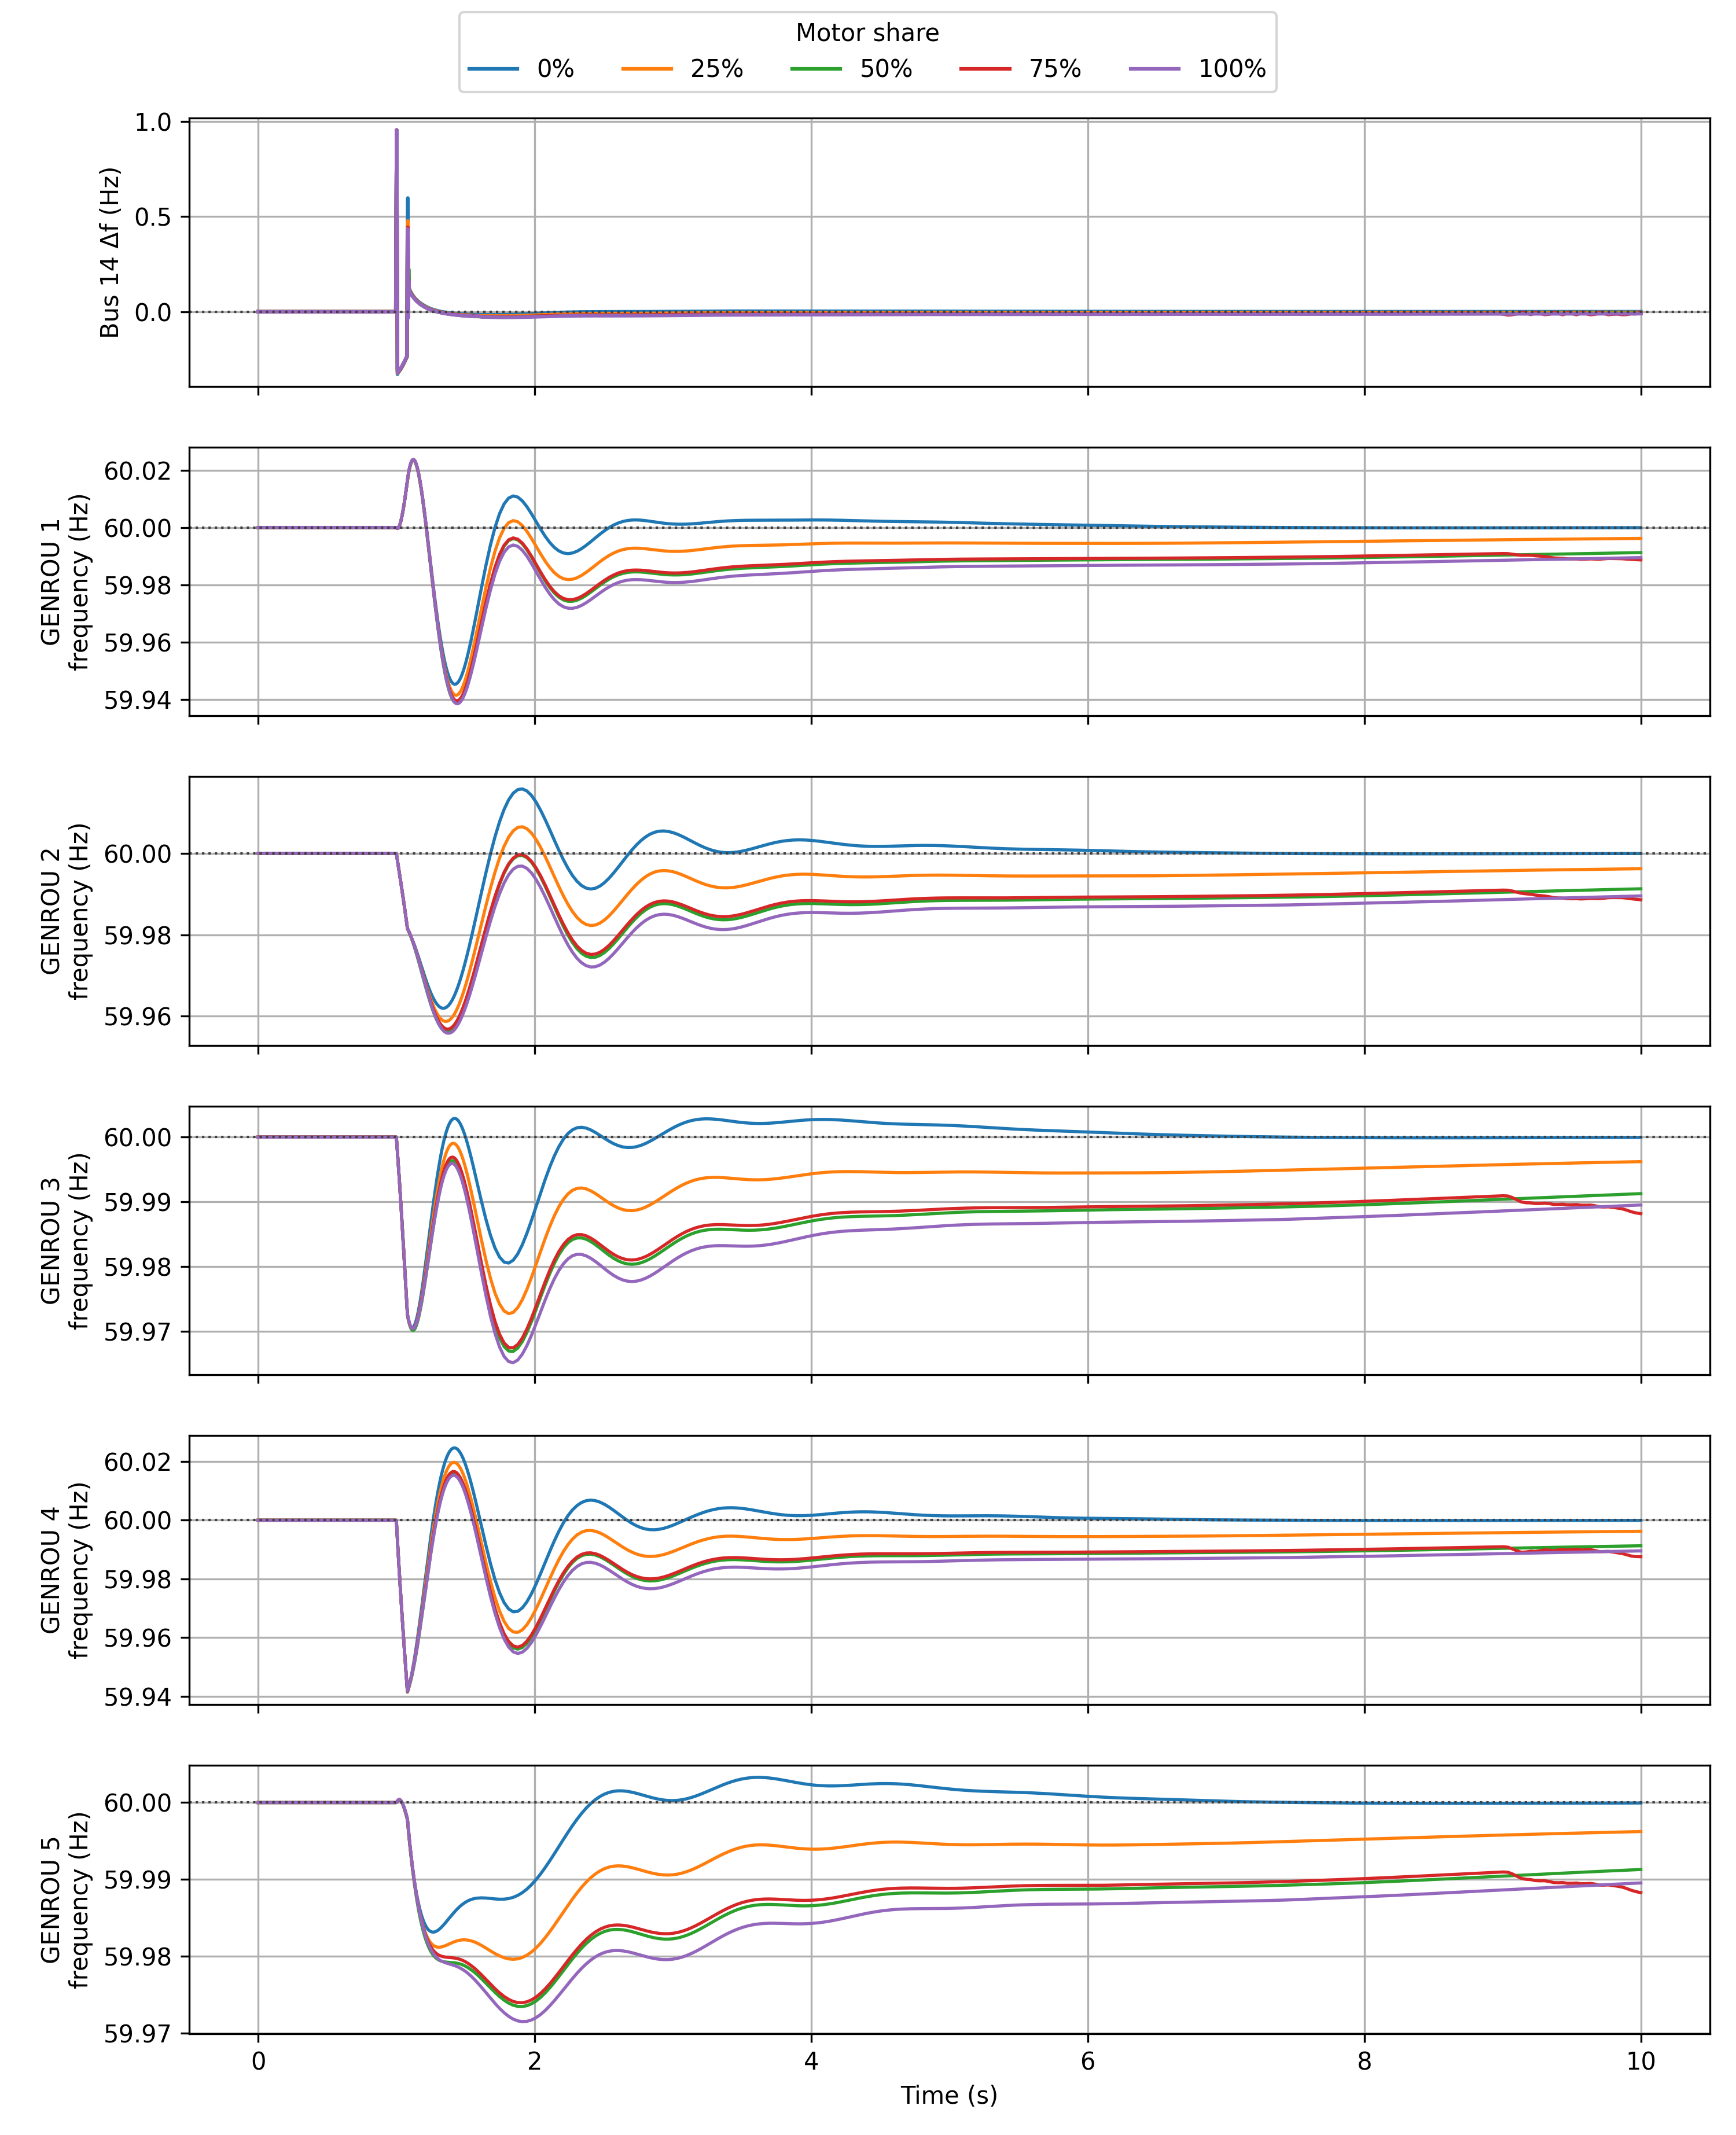 Motor share
0% 25% 50% 75% 100%
1.0
0.5
0.0
Bus 14 Δf (Hz)
60.02
60.00
59.98
59.96
59.94
GENROU 1
frequency (Hz)
60.00
59.98
59.96
GENROU 2
frequency (Hz)
60.00
59.99
59.98
59.97
GENROU 3
frequency (Hz)
60.02
60.00
59.98
59.96
59.94
GENROU 4
frequency (Hz)
60.00
59.99
59.98
59.97
GENROU 5
frequency (Hz)
0 2 4 6 8 10
Time (s)